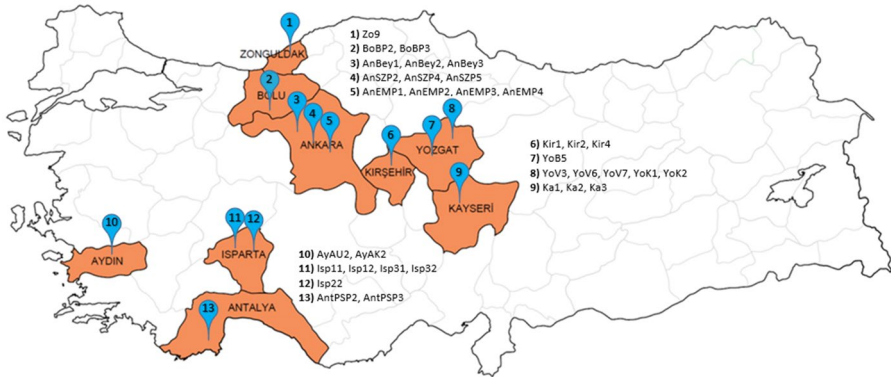 1
ZONGULDAK
2
BOLU
3
4
5
ANKARA
6
KIRŞEHİR
7
8
YOZGAT
9
KAYSERİ
10
AYDIN
11
12
ISPARTA
13
ANTALYA
1) Zo9
2) BoBP2, BoBP3
3) AnBey1, AnBey2, AnBey3
4) AnSZP2, AnSZP4, AnSZP5
5) AnEMP1, AnEMP2, AnEMP3, AnEMP4
6) Kir1, Kir2, Kir4
7) YoB5
8) YoV3, YoV6, YoV7, YoK1, YoK2
9) Ka1, Ka2, Ka3
10) AyAU2, AyAK2
11) Isp11, Isp12, Isp31, Isp32
12) Isp22
13) AntPSP2, AntPSP3